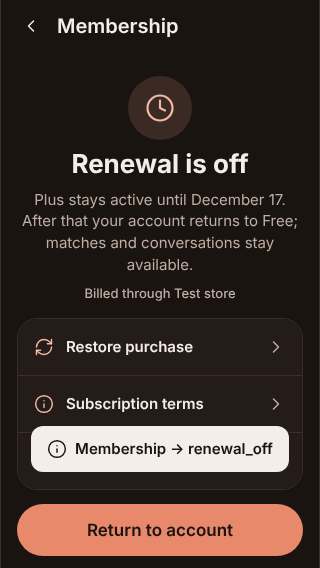 Membership
Renewal is off
Plus stays active until December 17.
After that your account returns to Free;
matches and conversations stay
available.
Billed through Test store
Restore purchase
Subscription terms
Membership → renewal_off
Return to account